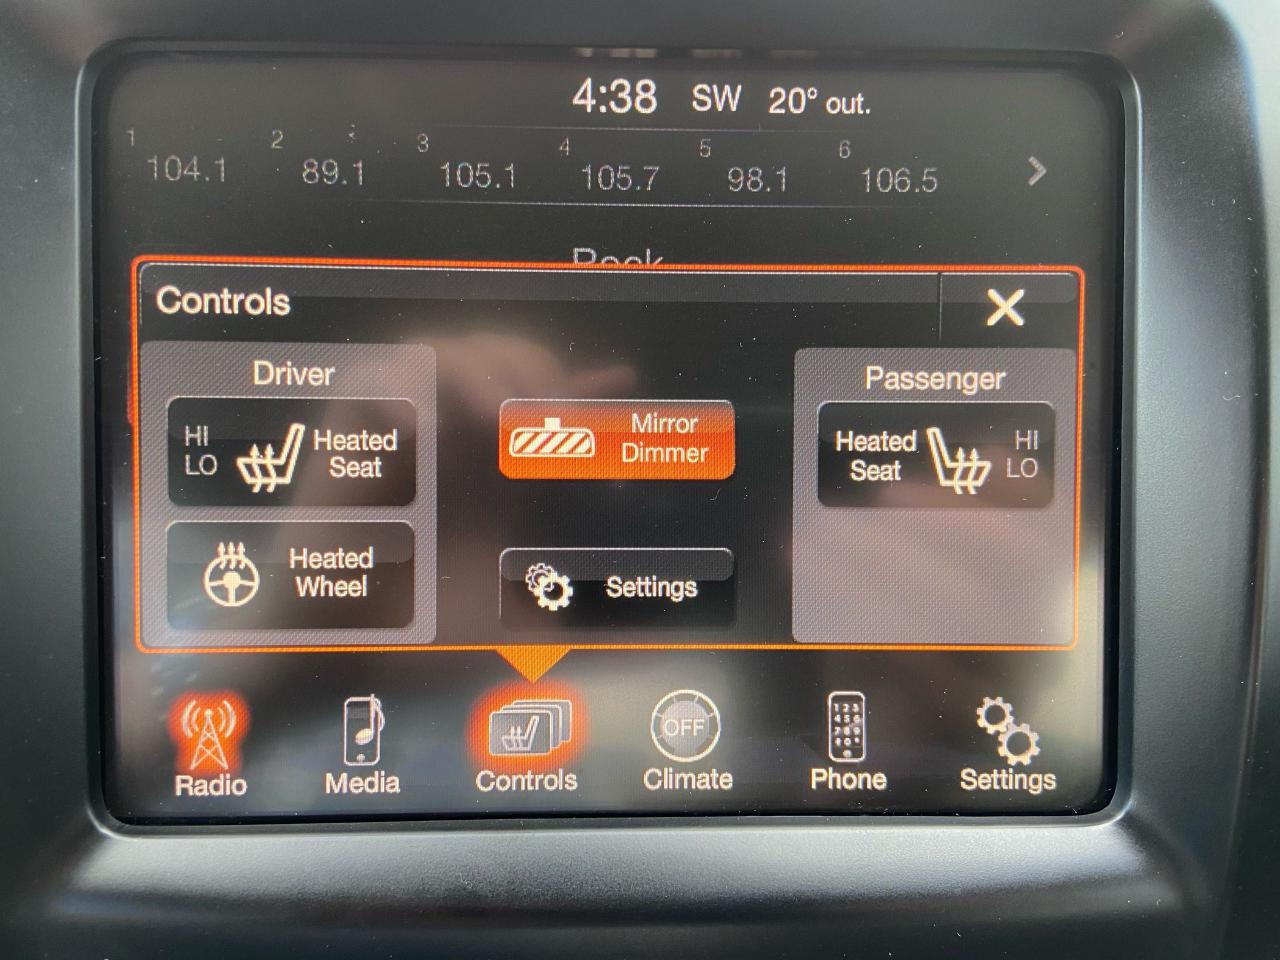 4:38 SW 20° out.
1 2 3 4 5 6
104.1 89.1 105.1 105.7 98.1 106.5
Rock
Controls
Driver
HI
LO
Heated
Seat
Heated
Wheel
Mirror
Dimmer
Settings
Passenger
Heated
Seat
HI
LO
Radio Media Controls OFF Climate Phone Settings